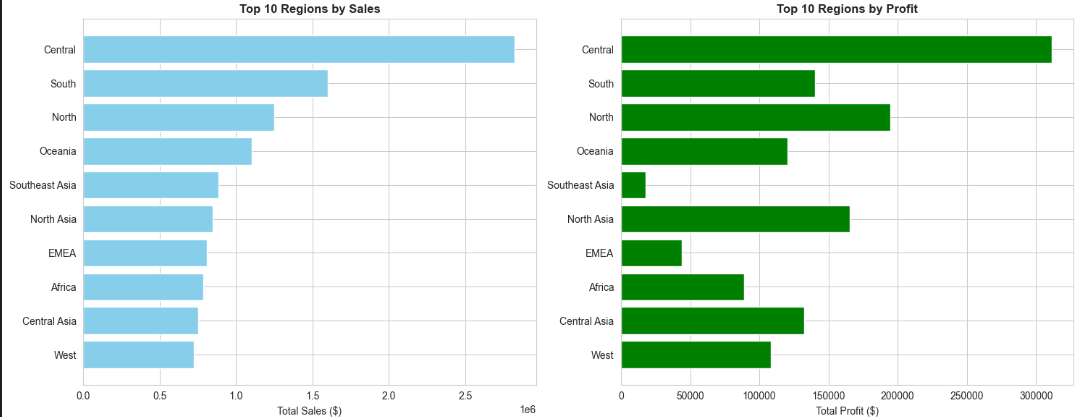 Top 10 Regions by Sales
Central
South
North
Oceania
Southeast Asia
North Asia
EMEA
Africa
Central Asia
West
0.0 0.5 1.0 1.5 2.0 2.5
1e6
Total Sales ($)
Top 10 Regions by Profit
Central
South
North
Oceania
Southeast Asia
North Asia
EMEA
Africa
Central Asia
West
0 50000 100000 150000 200000 250000 300000
Total Profit ($)